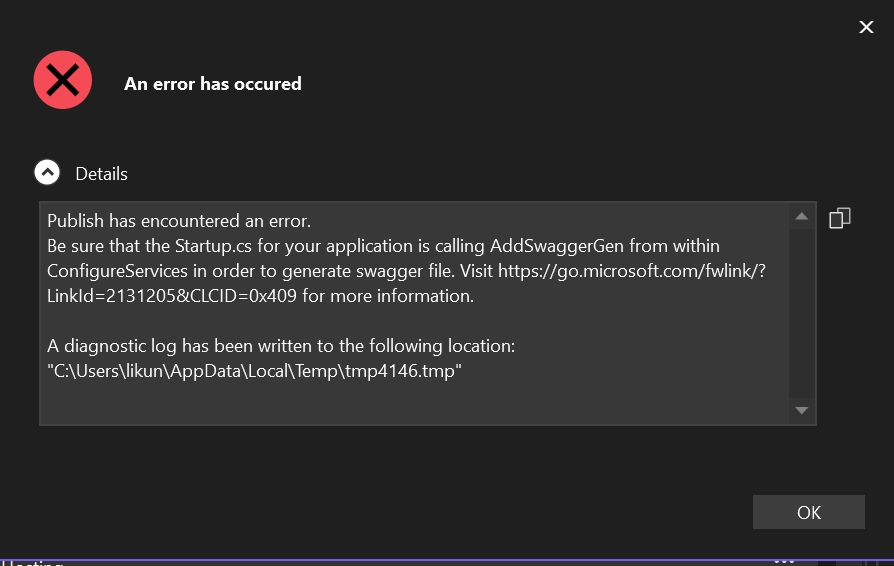 An error has occured
Details
Publish has encountered an error.
Be sure that the Startup.cs for your application is calling AddSwaggerGen from within
ConfigureServices in order to generate swagger file. Visit https://go.microsoft.com/fwlink/?
LinkId=2131205&CLCID=0x409 for more information.
A diagnostic log has been written to the following location:
"C:\Users\likun\AppData\Local\Temp\tmp4146.tmp"
OK